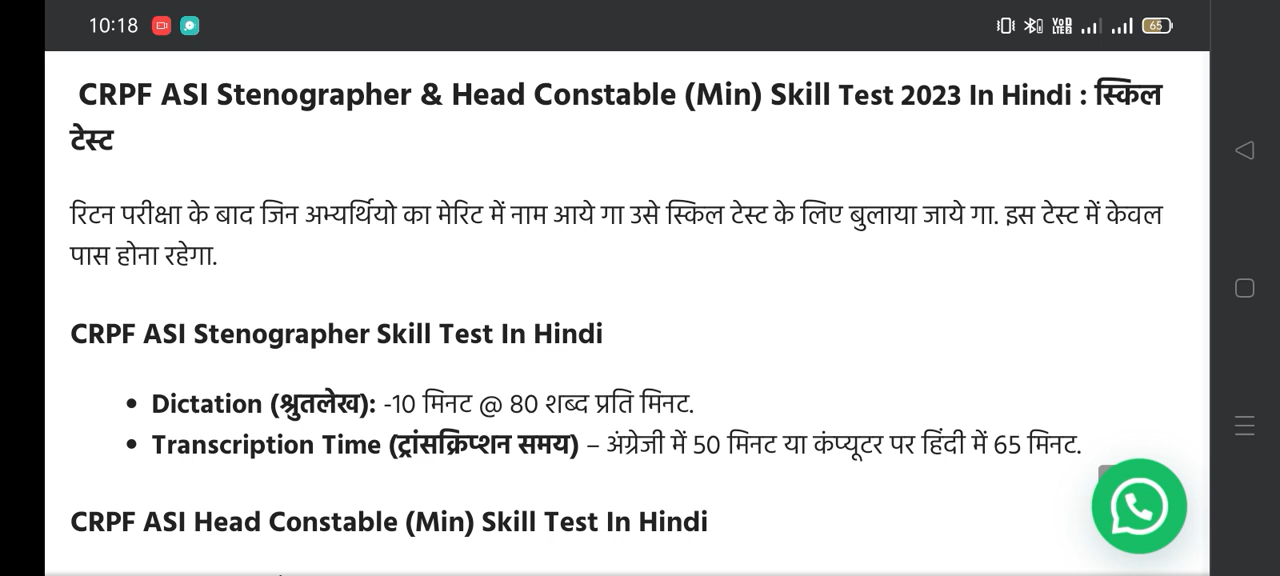 10:18
VoD LTE 65
CRPF ASI Stenographer & Head Constable (Min) Skill Test 2023 In Hindi : स्किल
टेस्ट
रिटन परीक्षा के बाद जिन अभ्यर्थियो का मेरिट में नाम आये गा उसे स्किल टेस्ट के लिए बुलाया जाये गा. इस टेस्ट में केवल
पास होना रहेगा.
CRPF ASI Stenographer Skill Test In Hindi
• Dictation (श्रुतलेख): -10 मिनट @ 80 शब्द प्रति मिनट.
• Transcription Time (ट्रांसक्रिप्शन समय) – अंग्रेजी में 50 मिनट या कंप्यूटर पर हिंदी में 65 मिनट.
CRPF ASI Head Constable (Min) Skill Test In Hindi